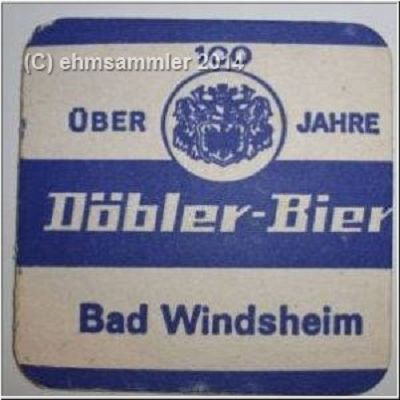 (C) ehmsammler 2014
100
ÜBER JAHRE
Döbler-Bier
Bad Windsheim